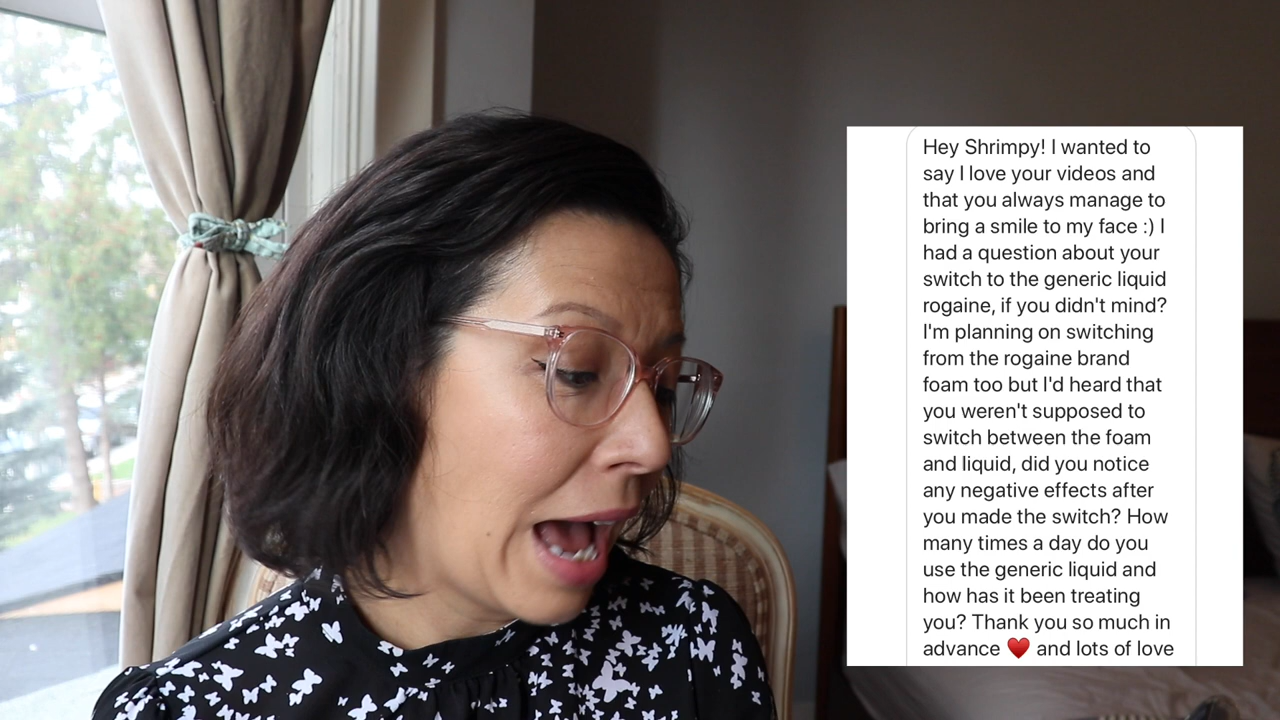 Hey Shrimpy! I wanted to
say I love your videos and
that you always manage to
bring a smile to my face :) I
had a question about your
switch to the generic liquid
rogaine, if you didn't mind?
I'm planning on switching
from the rogaine brand
foam too but I'd heard that
you weren't supposed to
switch between the foam
and liquid, did you notice
any negative effects after
you made the switch? How
many times a day do you
use the generic liquid and
how has it been treating
you? Thank you so much in
advance ❤️ and lots of love